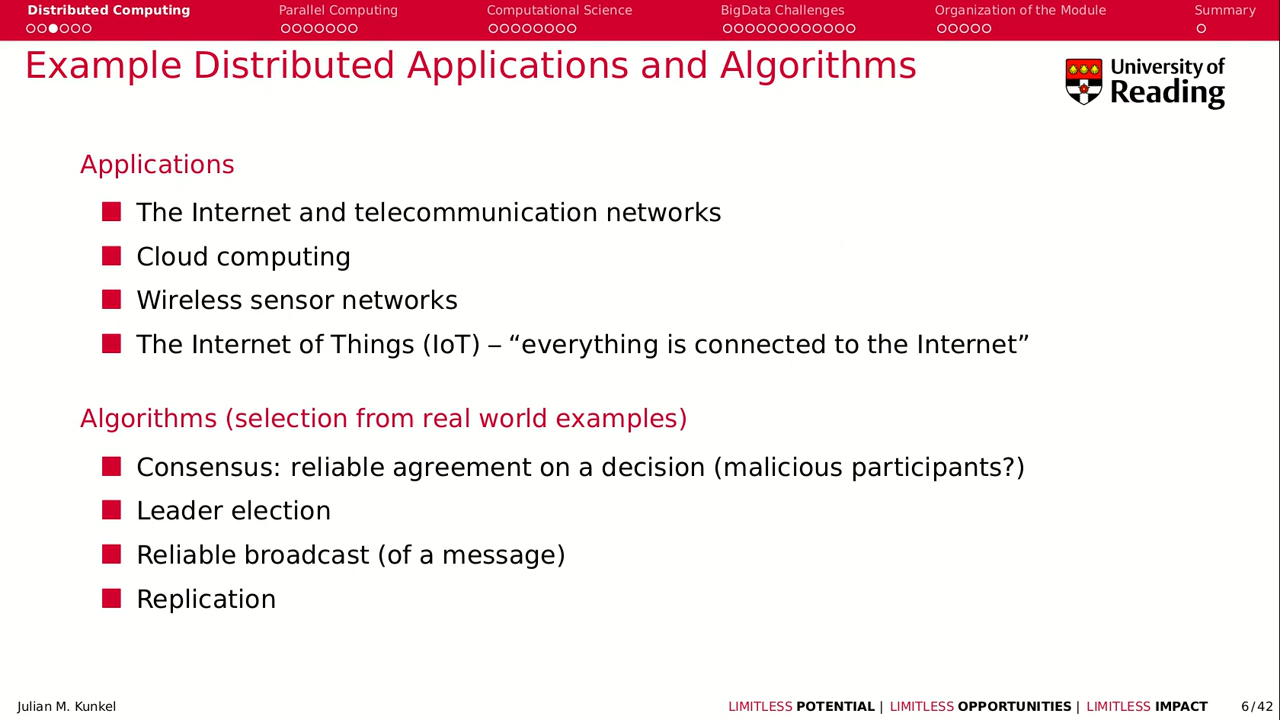 Distributed Computing Parallel Computing Computational Science BigData Challenges Organization of the Module Summary
Example Distributed Applications and Algorithms
University of
Reading
Applications
The Internet and telecommunication networks
Cloud computing
Wireless sensor networks
The Internet of Things (IoT) – “everything is connected to the Internet”
Algorithms (selection from real world examples)
Consensus: reliable agreement on a decision (malicious participants?)
Leader election
Reliable broadcast (of a message)
Replication
Julian M. Kunkel LIMITLESS POTENTIAL | LIMITLESS OPPORTUNITIES | LIMITLESS IMPACT 6/42